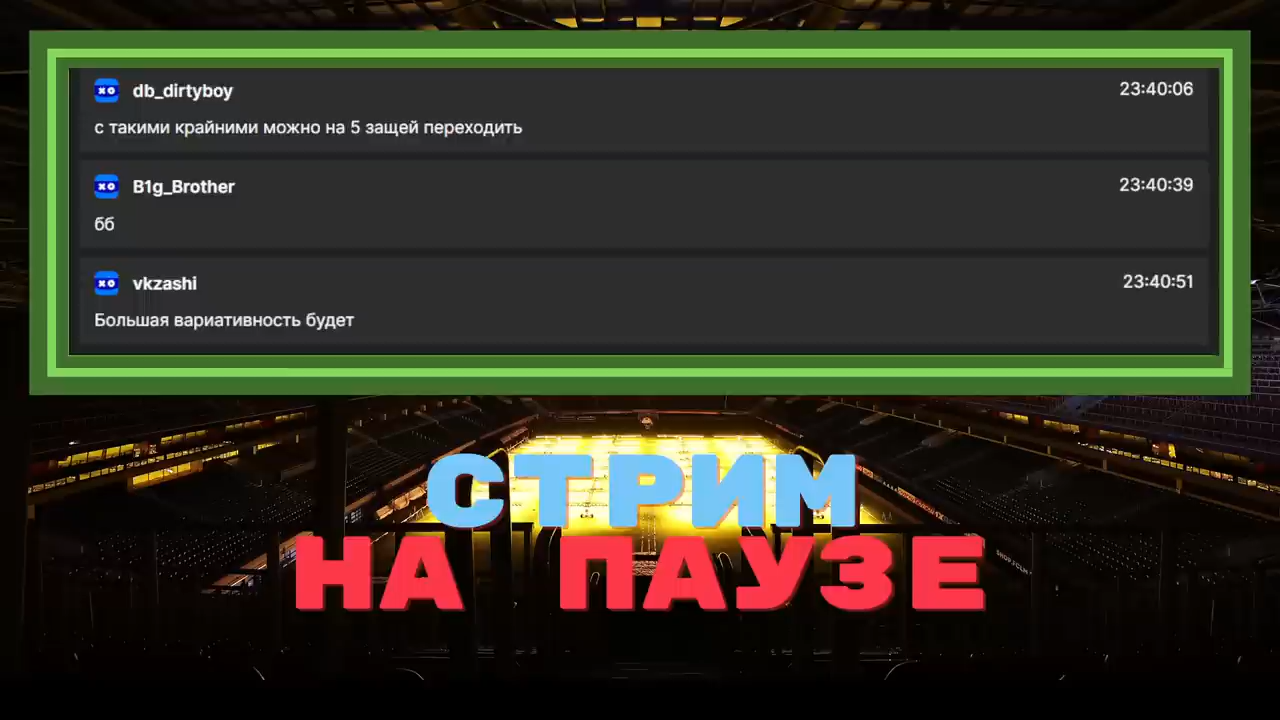 db_dirtyboy 23:40:06
с такими крайними можно на 5 защей переходить
B1g_Brother 23:40:39
бб
vkzashi 23:40:51
Большая вариативность будет
СТРИМ
НА ПАУЗЕ